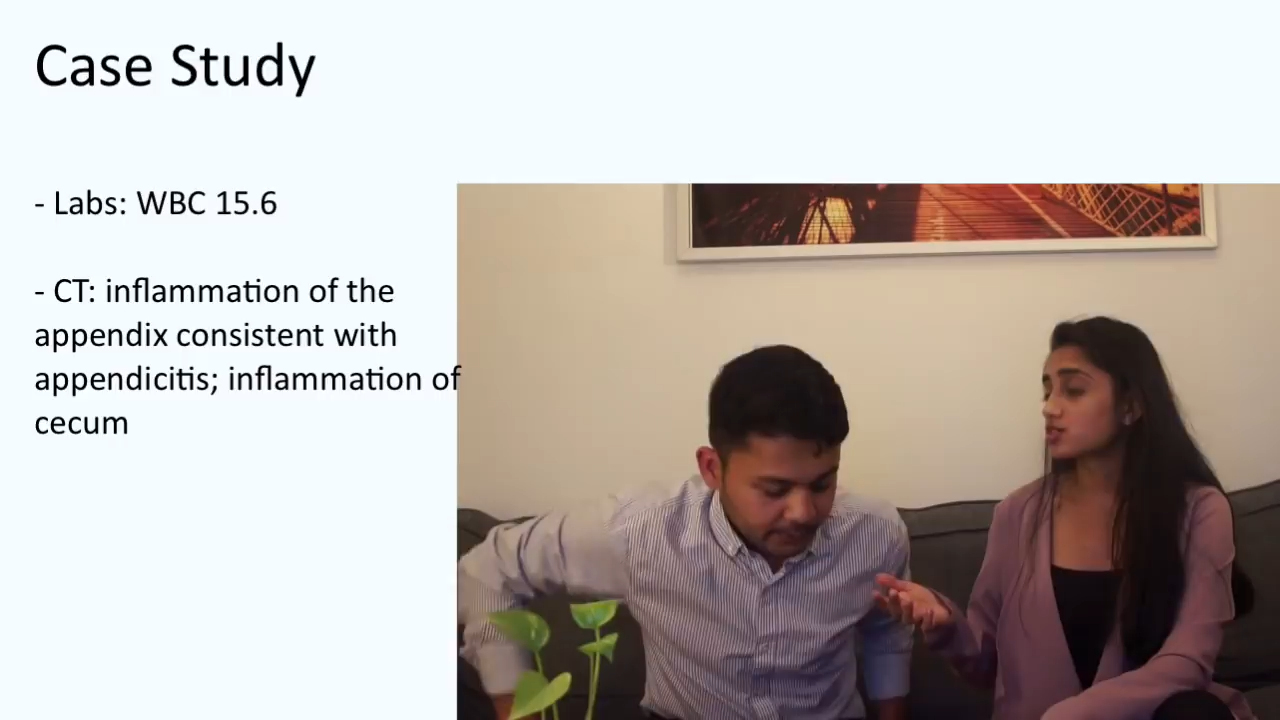 Case Study
- Labs: WBC 15.6
- CT: inflammation of the
appendix consistent with
appendicitis; inflammation of
cecum